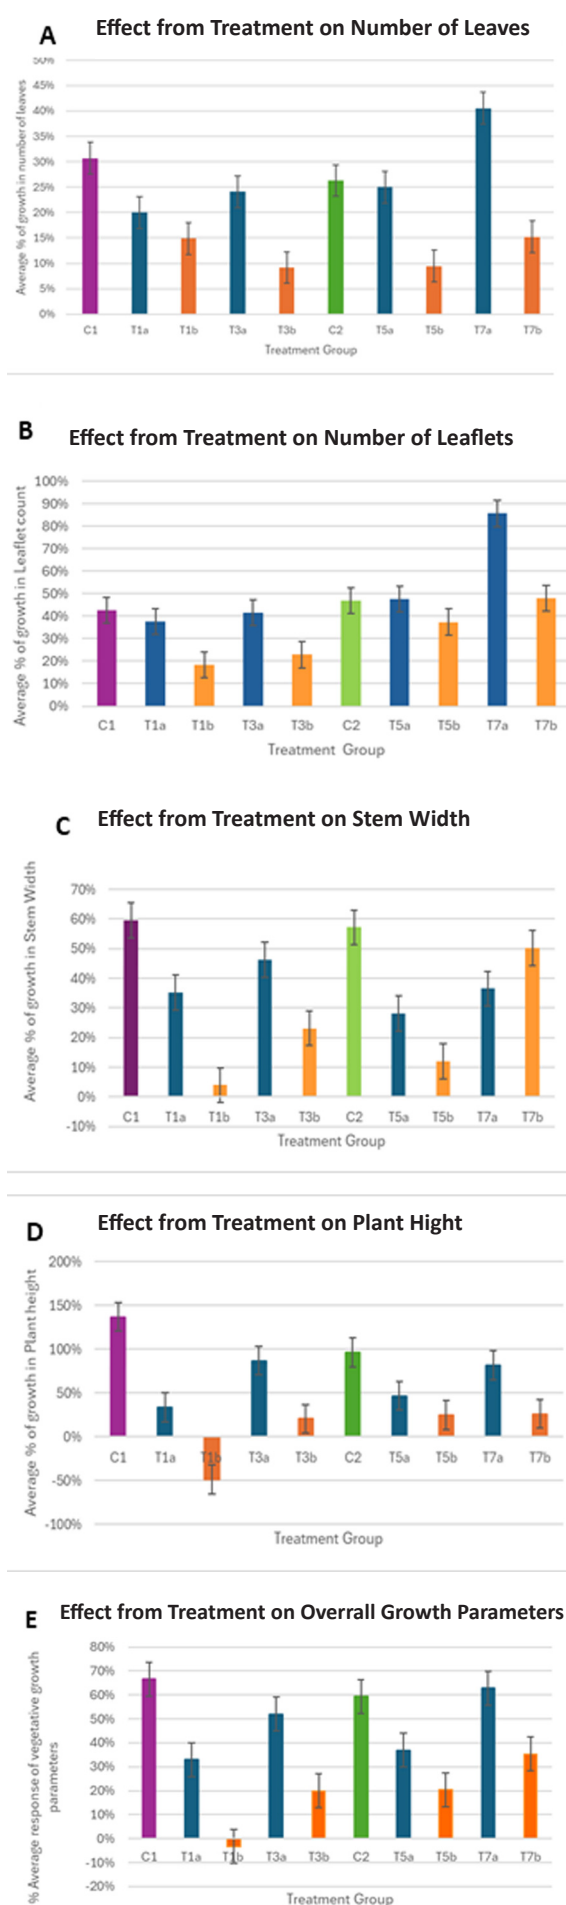 A Effect from Treatment on Number of Leaves
Average % of growth in number of leaves
50%
45%
40%
35%
30%
25%
20%
15%
10%
5%
0%
C1 T1a T1b T3a T3b C2 T5a T5b T7a T7b
Treatment Group
B Effect from Treatment on Number of Leaflets
Average % of growth in Leaflet count
100%
90%
80%
70%
60%
50%
40%
30%
20%
10%
0%
C1 T1a T1b T3a T3b C2 T5a T5b T7a T7b
Treatment Group
C Effect from Treatment on Stem Width
Average % of growth in Stem Width
70%
60%
50%
40%
30%
20%
10%
0%
-10%
C1 T1a T1b T3a T3b C2 T5a T5b T7a T7b
Treatment Group
D Effect from Treatment on Plant Hight
Average % of growth in Plant height
200%
150%
100%
50%
0%
-50%
-100%
C1 T1a T1b T3a T3b C2 T5a T5b T7a T7b
Treatment Group
E Effect from Treatment on Overrall Growth Parameters
% Average response of vegetative growth
parameters
80%
70%
60%
50%
40%
30%
20%
10%
0%
-10%
-20%
C1 T1a T1b T3a T3b C2 T5a T5b T7a T7b
Treatment Group